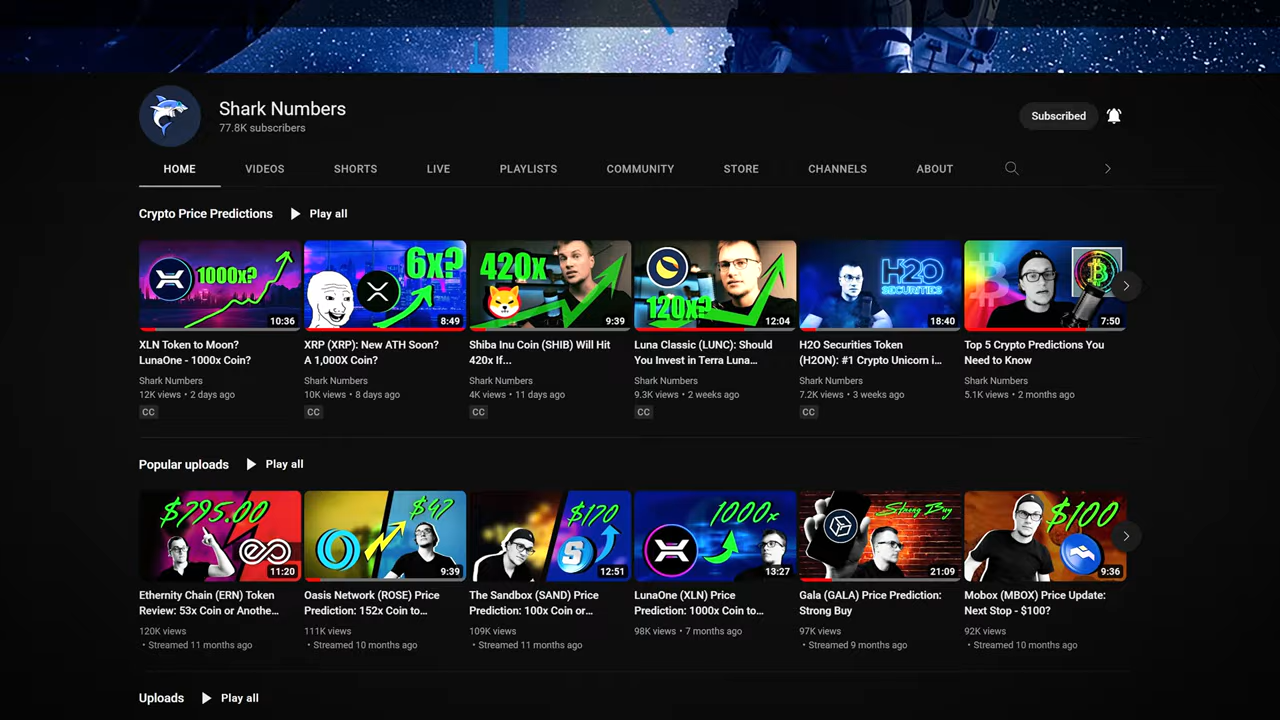 Shark Numbers
77.8K subscribers
Subscribed
HOME VIDEOS SHORTS LIVE PLAYLISTS COMMUNITY STORE CHANNELS ABOUT
Crypto Price Predictions Play all
1000x?
10:36
6x?
8:49
420x
9:39
120x?
12:04
H2O
SECURITIES
18:40
7:50
XLN Token to Moon?
LunaOne - 1000x Coin?
Shark Numbers
12K views • 2 days ago
CC
XRP (XRP): New ATH Soon?
A 1,000X Coin?
Shark Numbers
10K views • 8 days ago
CC
Shiba Inu Coin (SHIB) Will Hit
420x If...
Shark Numbers
4K views • 11 days ago
CC
Luna Classic (LUNC): Should
You Invest in Terra Luna...
Shark Numbers
9.3K views • 2 weeks ago
CC
H2O Securities Token
(H2ON): #1 Crypto Unicorn i...
Shark Numbers
7.2K views • 3 weeks ago
CC
Top 5 Crypto Predictions You
Need to Know
Shark Numbers
5.1K views • 2 months ago
Popular uploads Play all
$795.00
11:20
$47
9:39
$170
12:51
1000x
13:27
Strong Buy
21:09
$100
9:36
Ethernity Chain (ERN) Token
Review: 53x Coin or Anothe...
120K views
• Streamed 11 months ago
Oasis Network (ROSE) Price
Prediction: 152x Coin to...
111K views
• Streamed 10 months ago
The Sandbox (SAND) Price
Prediction: 100x Coin or...
109K views
• Streamed 11 months ago
LunaOne (XLN) Price
Prediction: 1000x Coin to...
98K views • 7 months ago
Gala (GALA) Price Prediction:
Strong Buy
97K views
• Streamed 9 months ago
Mobox (MBOX) Price Update:
Next Stop - $100?
92K views
• Streamed 10 months ago
Uploads Play all